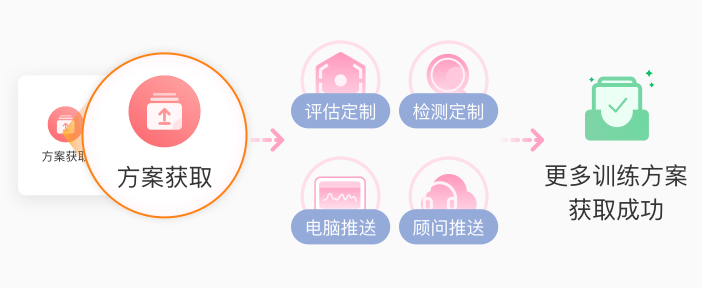 方案获取
方案获取
评估定制
检测定制
电脑推送
顾问推送
更多训练方案
获取成功